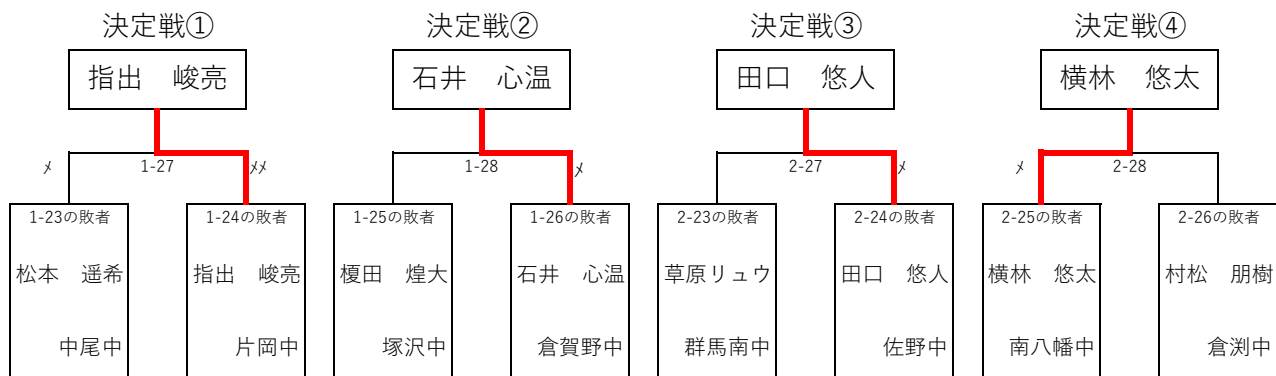 決定戦① 決定戦② 決定戦③ 決定戦④
指出　峻亮 石井　心温 田口　悠人 横林　悠太
メ 1-27 メメ 1-28 メ 2-27 メ メ 2-28
1-23の敗者 1-24の敗者 1-25の敗者 1-26の敗者 2-23の敗者 2-24の敗者 2-25の敗者 2-26の敗者
松本　遥希 指出　峻亮 榎田　煌大 石井　心温 草原リュウ 田口　悠人 横林　悠太 村松　朋樹
中尾中 片岡中 塚沢中 倉賀野中 群馬南中 佐野中 南八幡中 倉渕中